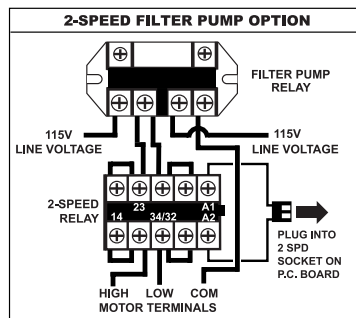 2-SPEED FILTER PUMP OPTION
FILTER PUMP
RELAY
115V
LINE VOLTAGE
115V
LINE VOLTAGE
2-SPEED
RELAY
23
14
34/32
A1
A2
PLUG INTO
2 SPD
SOCKET ON
P.C. BOARD
HIGH LOW COM
MOTOR TERMINALS